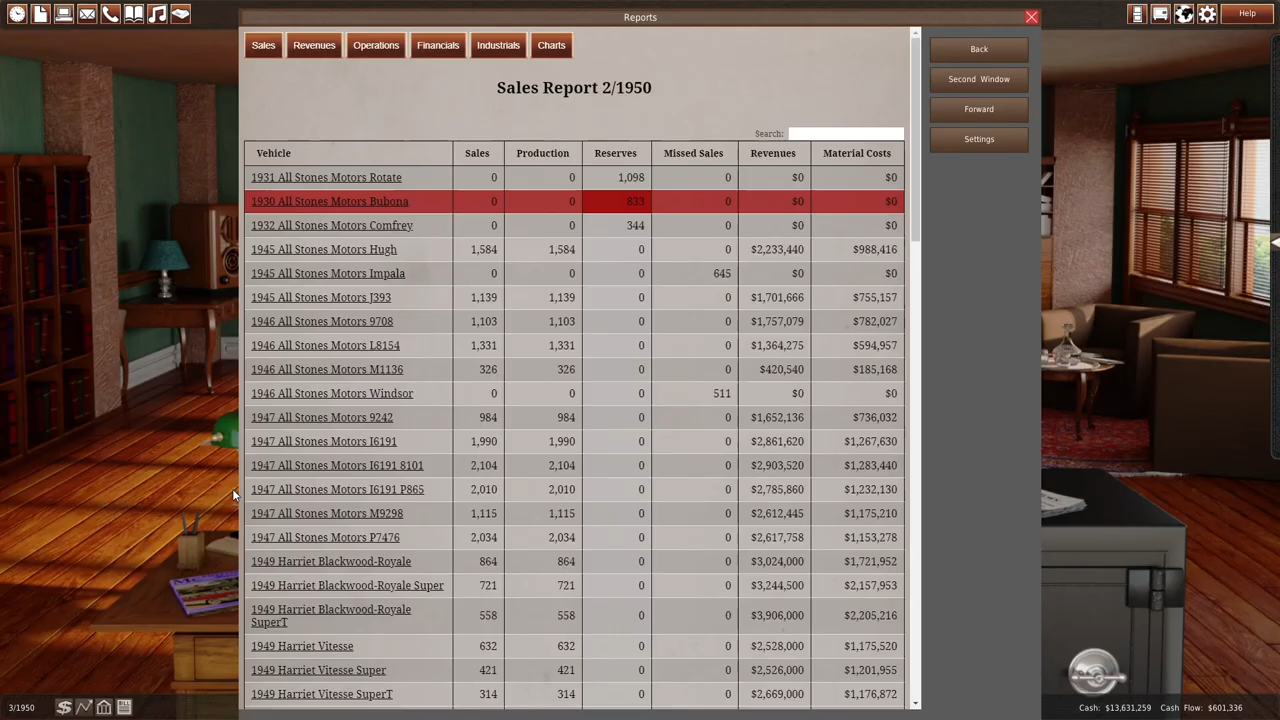 Reports
Help
Sales Revenues Operations Financials Industrials Charts
Back
Second Window
Forward
Settings
Sales Report 2/1950
Search:
Vehicle Sales Production Reserves Missed Sales Revenues Material Costs
1931 All Stones Motors Rotate 0 0 1,098 0 $0 $0
1930 All Stones Motors Bubona 0 0 833 0 $0 $0
1932 All Stones Motors Comfrey 0 0 344 0 $0 $0
1945 All Stones Motors Hugh 1,584 1,584 0 0 $2,233,440 $988,416
1945 All Stones Motors Impala 0 0 0 645 $0 $0
1945 All Stones Motors J393 1,139 1,139 0 0 $1,701,666 $755,157
1946 All Stones Motors 9708 1,103 1,103 0 0 $1,757,079 $782,027
1946 All Stones Motors L8154 1,331 1,331 0 0 $1,364,275 $594,957
1946 All Stones Motors M1136 326 326 0 0 $420,540 $185,168
1946 All Stones Motors Windsor 0 0 0 511 $0 $0
1947 All Stones Motors 9242 984 984 0 0 $1,652,136 $736,032
1947 All Stones Motors I6191 1,990 1,990 0 0 $2,861,620 $1,267,630
1947 All Stones Motors I6191 8101 2,104 2,104 0 0 $2,903,520 $1,283,440
1947 All Stones Motors I6191 P865 2,010 2,010 0 0 $2,785,860 $1,232,130
1947 All Stones Motors M9298 1,115 1,115 0 0 $2,612,445 $1,175,210
1947 All Stones Motors P7476 2,034 2,034 0 0 $2,617,758 $1,153,278
1949 Harriet Blackwood-Royale 864 864 0 0 $3,024,000 $1,721,952
1949 Harriet Blackwood-Royale Super 721 721 0 0 $3,244,500 $2,157,953
1949 Harriet Blackwood-Royale
SuperT 558 558 0 0 $3,906,000 $2,205,216
1949 Harriet Vitesse 632 632 0 0 $2,528,000 $1,175,520
1949 Harriet Vitesse Super 421 421 0 0 $2,526,000 $1,201,955
1949 Harriet Vitesse SuperT 314 314 0 0 $2,669,000 $1,176,872
3/1950
Cash: $13,631,259 Cash Flow: $601,336